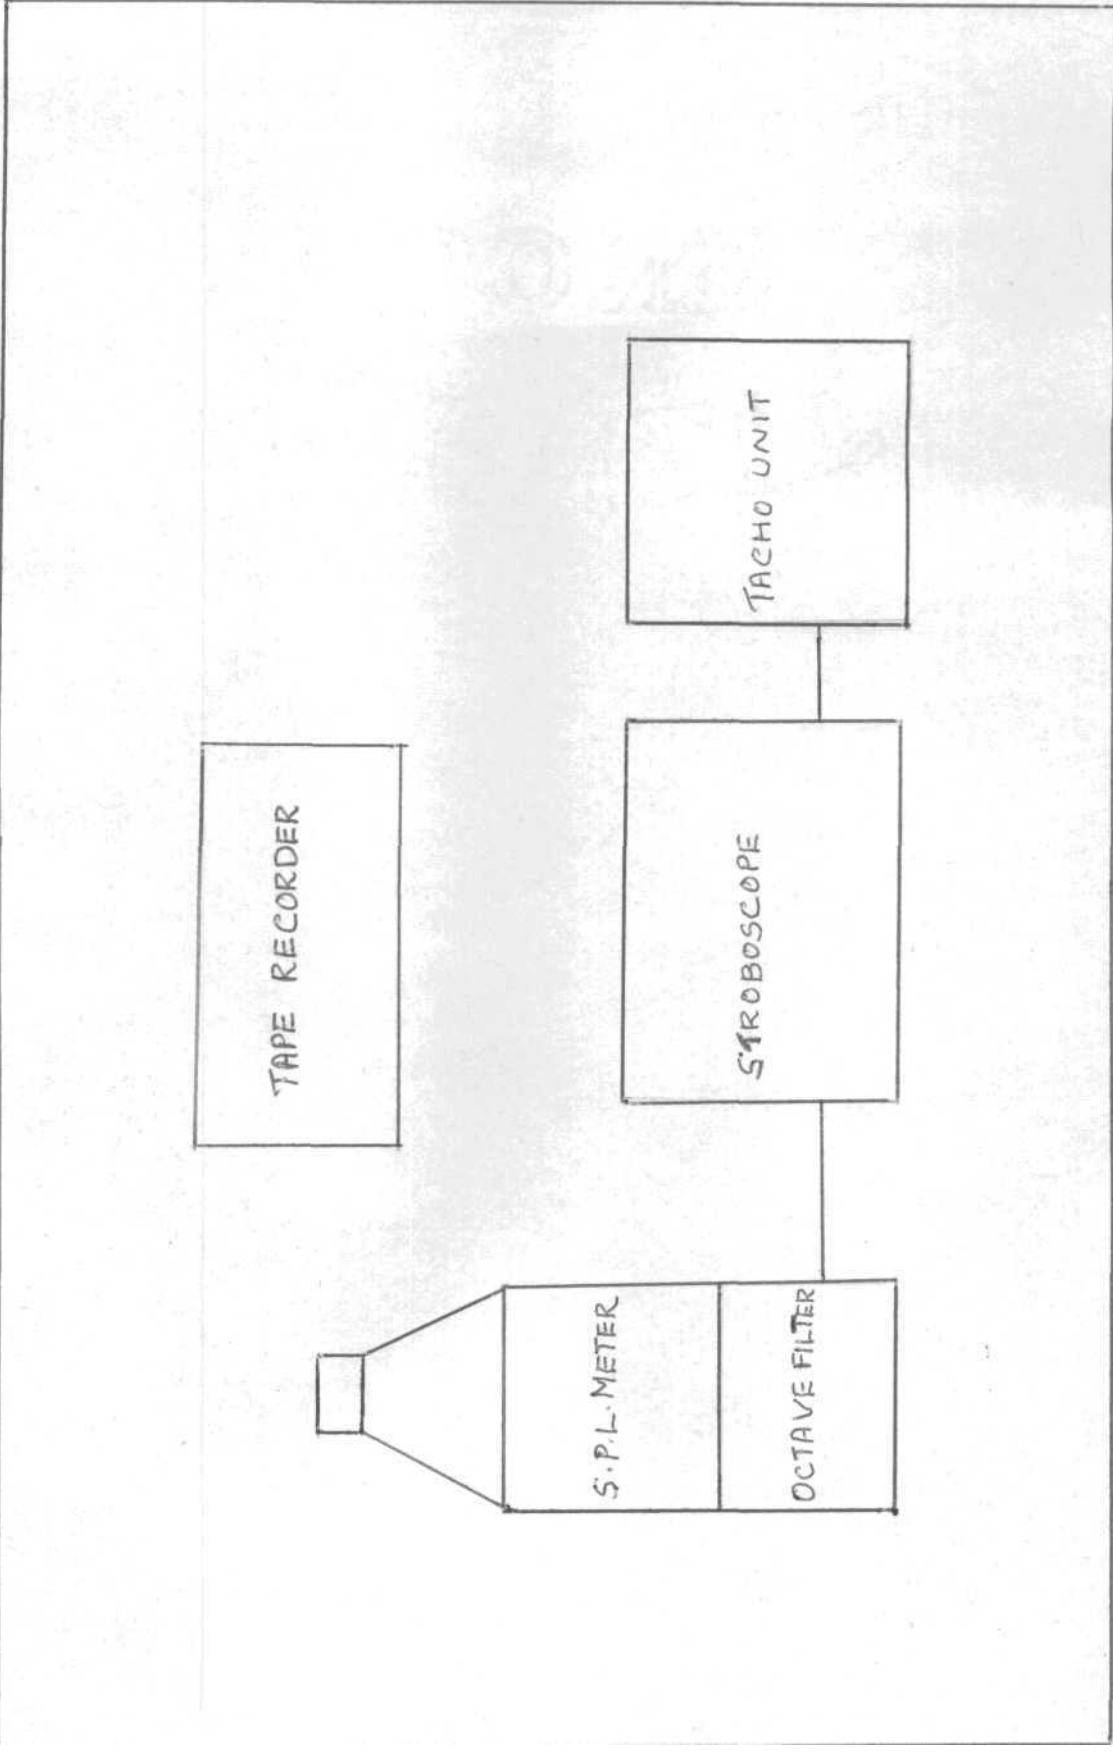 TAPE RECORDER
S.P.L. METER
OCTAVE FILTER
STROBOSCOPE
TACHO UNIT